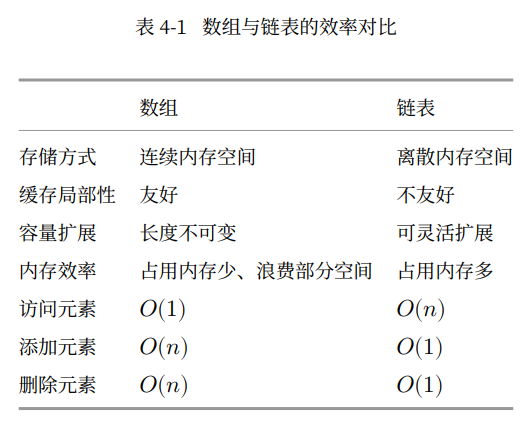 表 4-1 数组与链表的效率对比
数组 链表
存储方式 连续内存空间 离散内存空间
缓存局部性 友好 不友好
容量扩展 长度不可变 可灵活扩展
内存效率 占用内存少、浪费部分空间 占用内存多
访问元素 O(1) O(n)
添加元素 O(n) O(1)
删除元素 O(n) O(1)